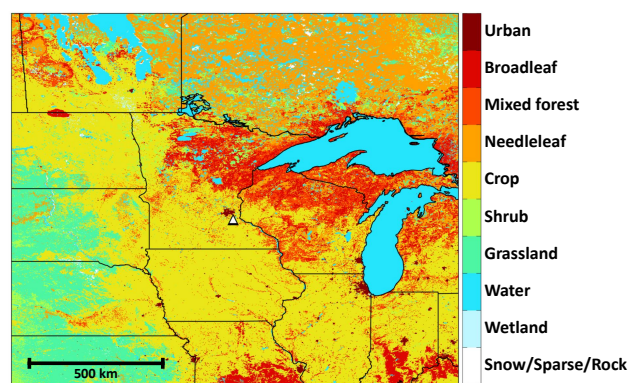 Urban
Broadleaf
Mixed forest
Needleleaf
Crop
Shrub
Grassland
Water
Wetland
Snow/Sparse/Rock
500 km